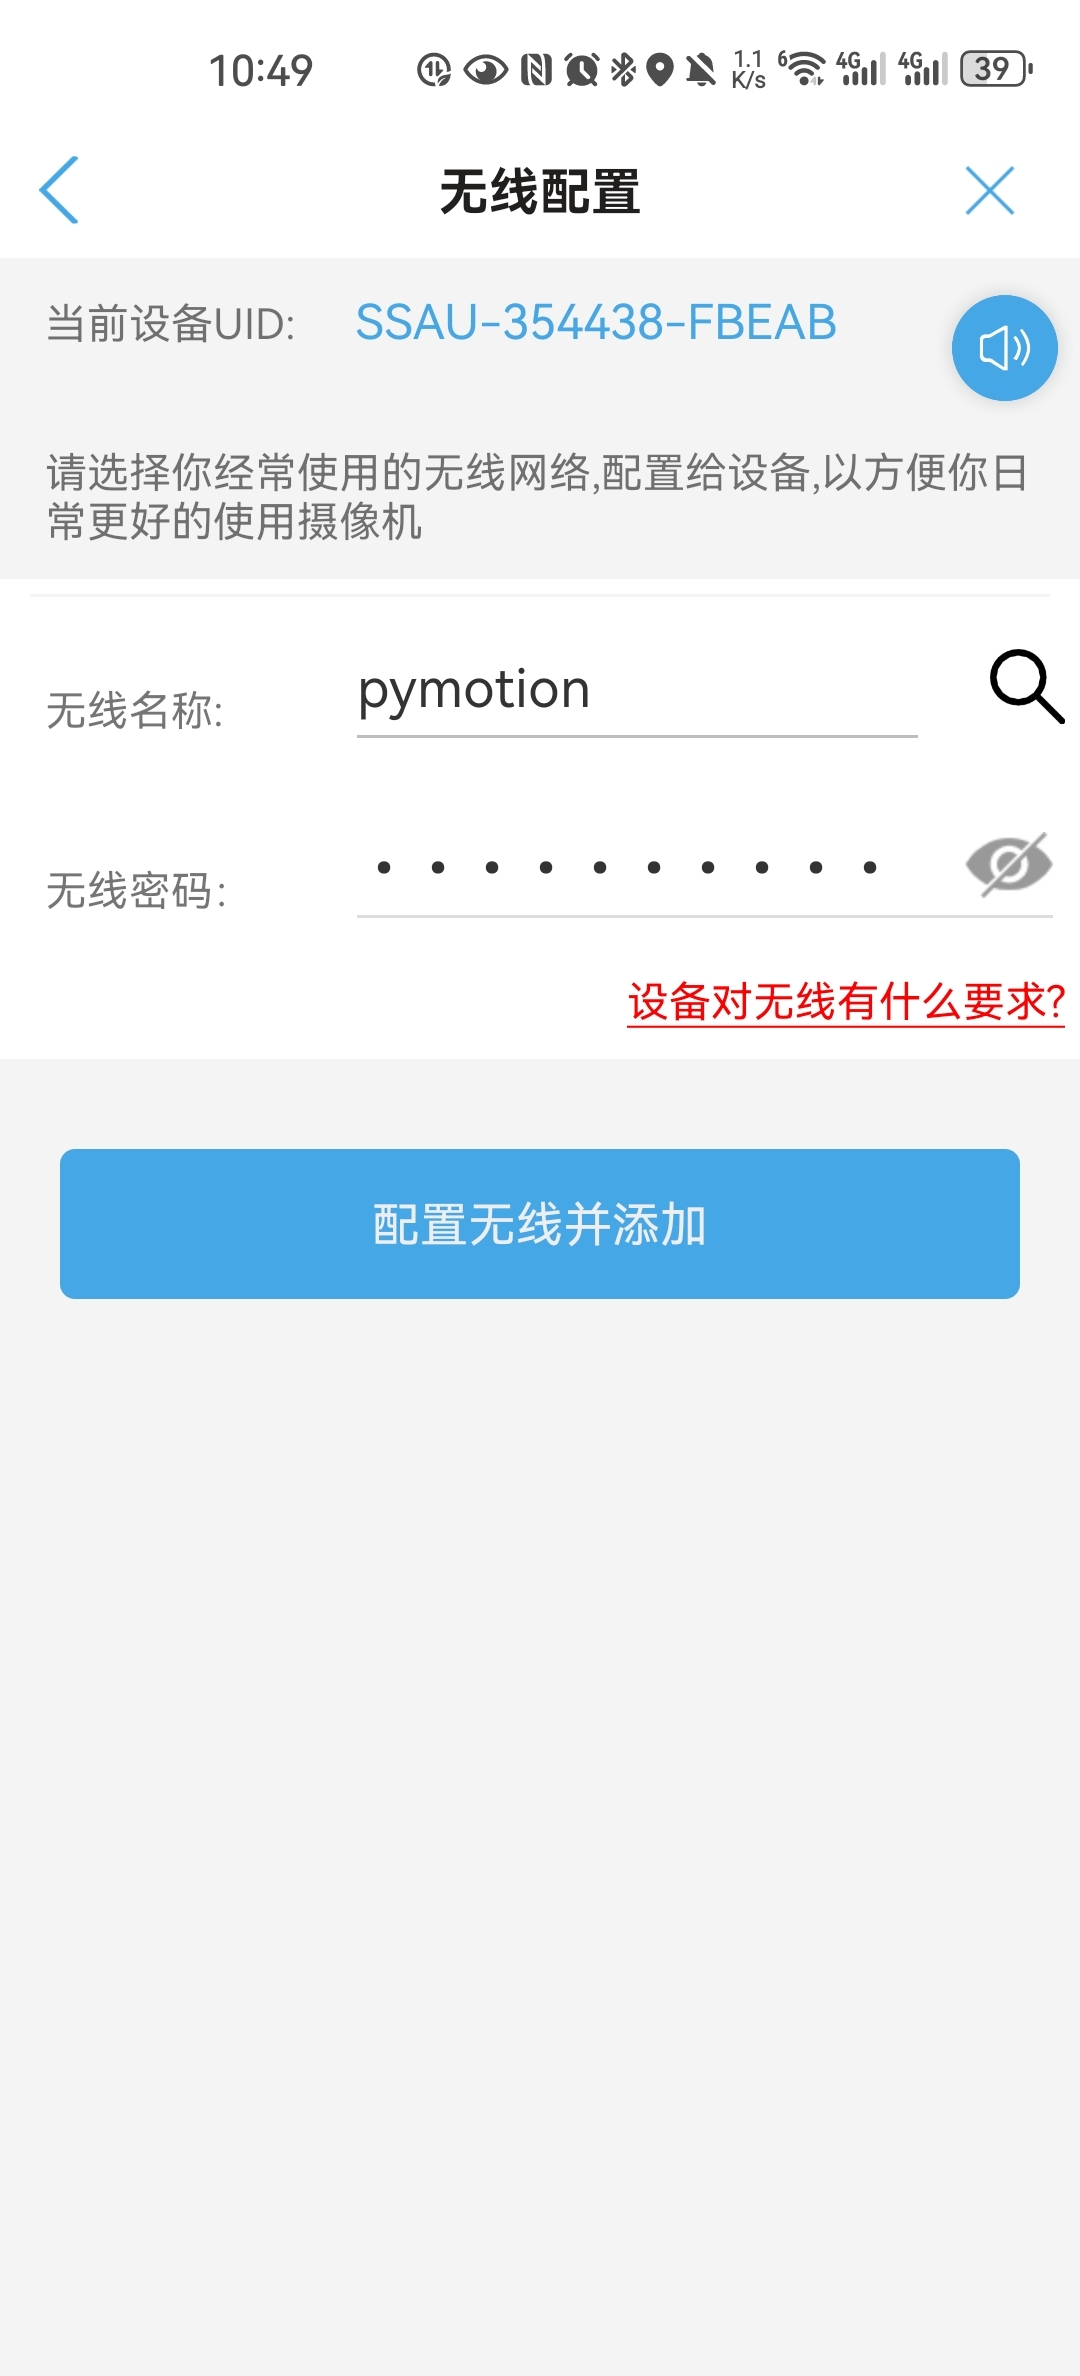 10:49
1.1
K/s
6
4G
4G
39
无线配置
当前设备UID:
SSAU-354438-FBEAB
请选择你经常使用的无线网络,配置给设备,以方便你日
常更好的使用摄像机
无线名称:
pymotion
无线密码:
设备对无线有什么要求?
配置无线并添加